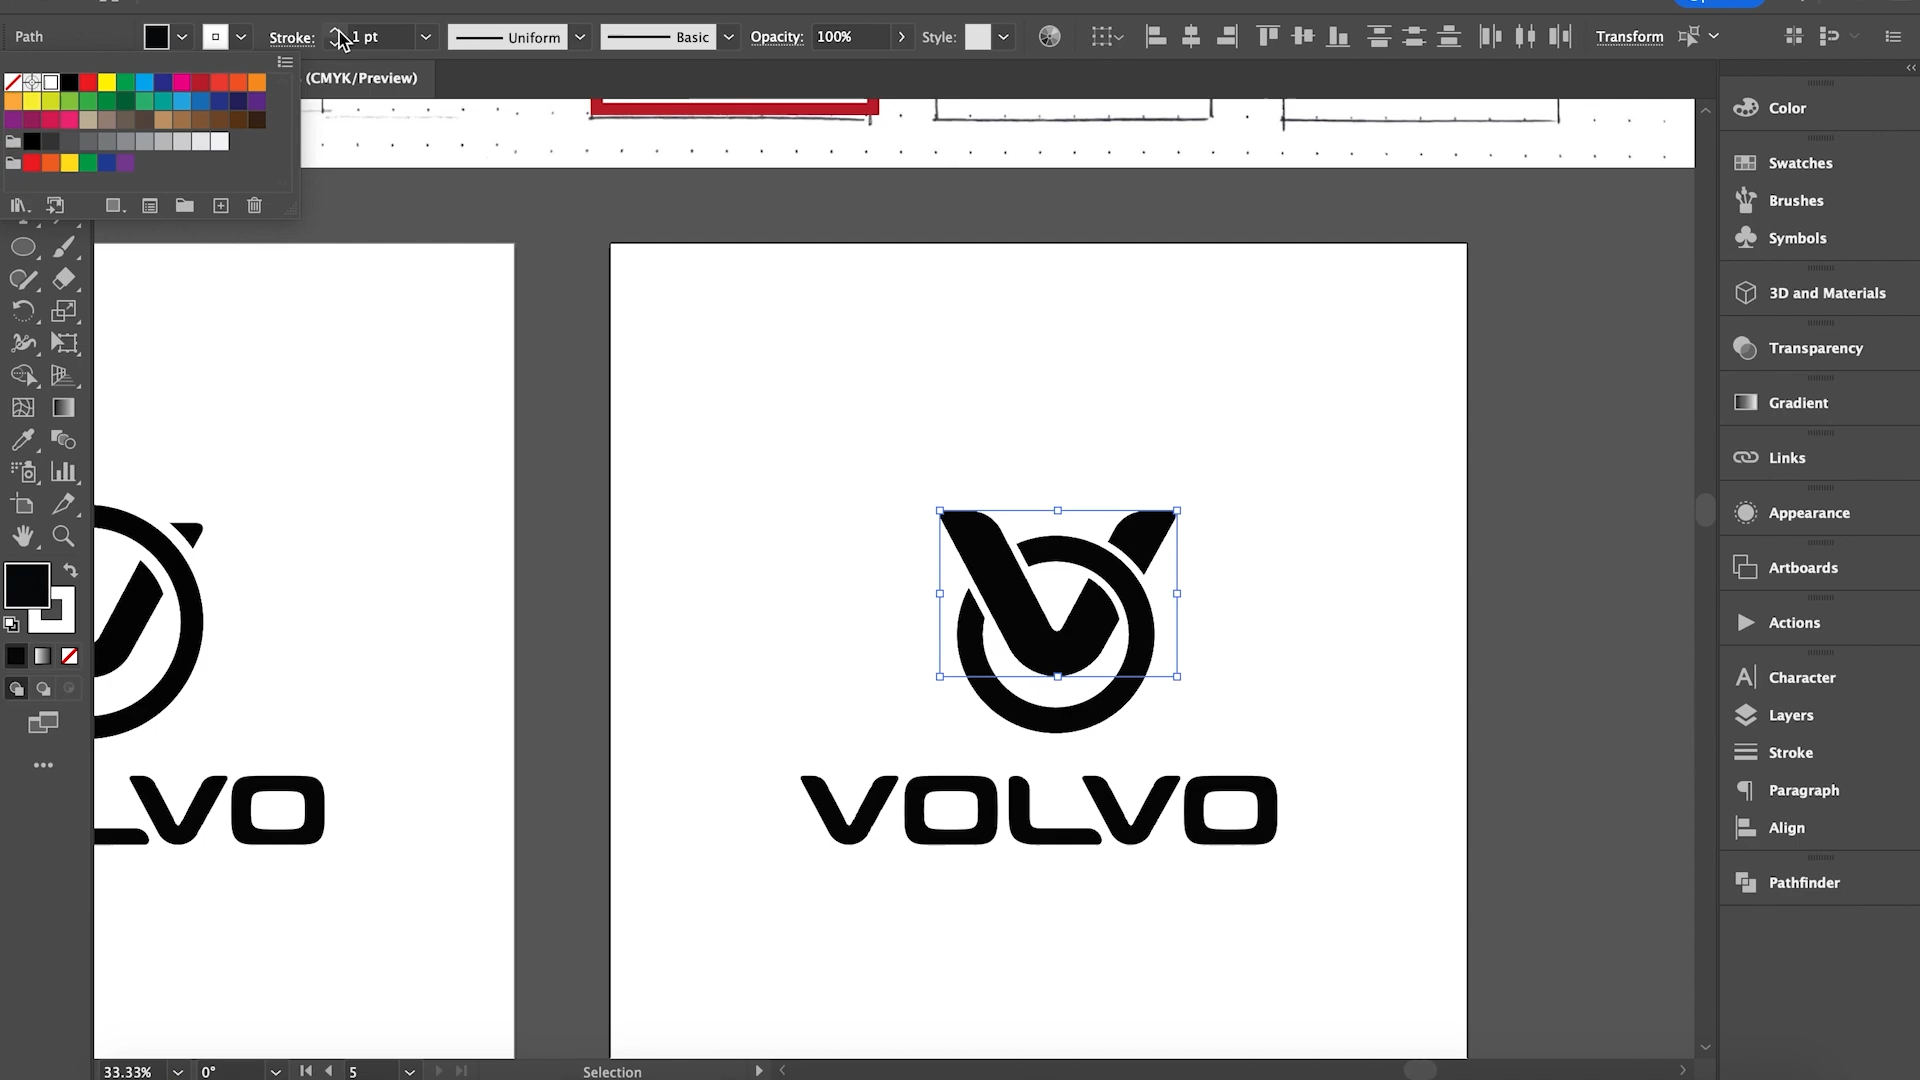 Path
Stroke:
1 pt
Uniform
Basic
Opacity:
100%
Style:
Transform
(CMYK/Preview)
Color
Swatches
Brushes
Symbols
3D and Materials
Transparency
Gradient
Links
Appearance
Artboards
Actions
Character
Layers
Stroke
Paragraph
Align
Pathfinder
LVO
VOLVO
33.33%
0°
5
Selection